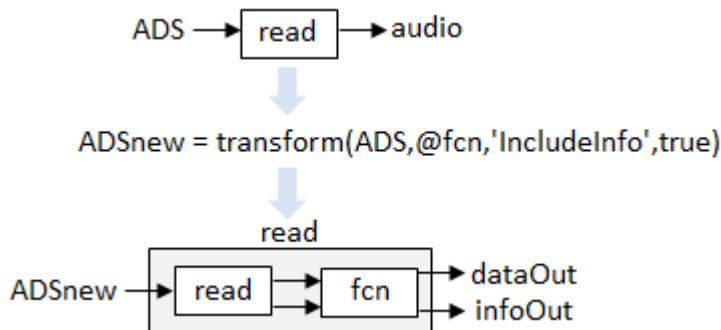 ADS read audio
ADSnew = transform(ADS,@fcn,'IncludeInfo',true)
read
ADSnew read fcn dataOut
infoOut